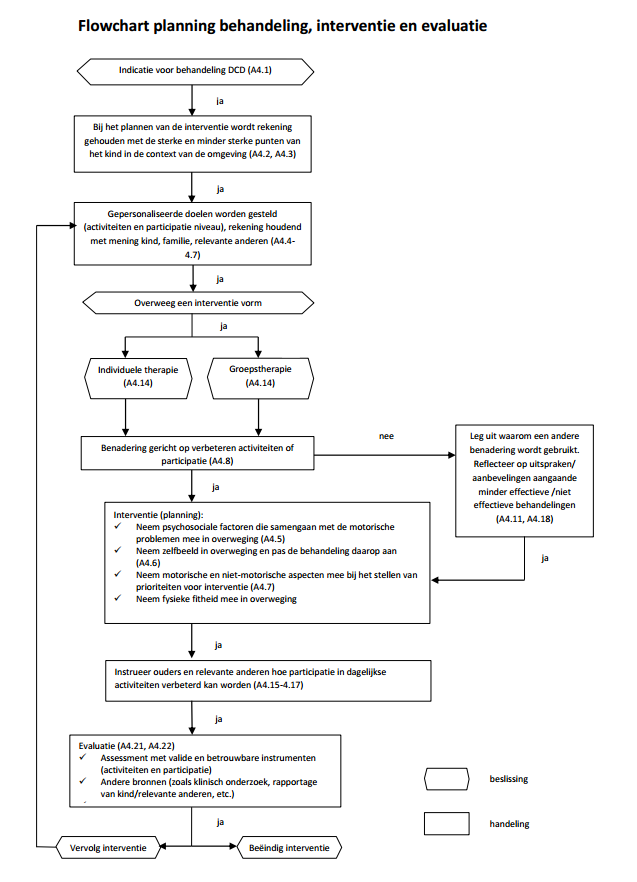 Flowchart planning behandeling, interventie en evaluatie
Indicatie voor behandeling DCD (A4.1)
ja
Bij het plannen van de interventie wordt rekening
gehouden met de sterke en minder sterke punten van
het kind in de context van de omgeving (A4.2, A4.3)
ja
Gepersonaliseerde doelen worden gesteld
(activiteiten en participatie niveau), rekening houdend
met mening kind, familie, relevante anderen (A4.4-
4.7)
ja
Overweeg een interventie vorm
ja
Individuele therapie
(A4.14)
Groepstherapie
(A4.14)
Benadering gericht op verbeteren activiteiten of
participatie (A4.8)
nee
Leg uit waarom een andere
benadering wordt gebruikt.
Reflecteer op uitspraken/
aanbevelingen aangaande
minder effectieve /niet
effectieve behandelingen
(A4.11, A4.18)
ja
ja
Interventie (planning):
✓ Neem psychosociale factoren die samengaan met de motorische
problemen mee in overweging (A4.5)
✓ Neem zelfbeeld in overweging en pas de behandeling daarop aan
(A4.6)
✓ Neem motorische en niet-motorische aspecten mee bij het stellen van
prioriteiten voor interventie (A4.7)
✓ Neem fysieke fitheid mee in overweging
ja
Instrueer ouders en relevante anderen hoe participatie in dagelijkse
activiteiten verbeterd kan worden (A4.15-4.17)
ja
Evaluatie (A4.21, A4.22)
✓ Assessment met valide en betrouwbare instrumenten
(activiteiten en participatie)
✓ Andere bronnen (zoals klinisch onderzoek, rapportage
van kind/relevante anderen, etc.)
ja
Vervolg interventie
Beëindig interventie
beslissing
handeling